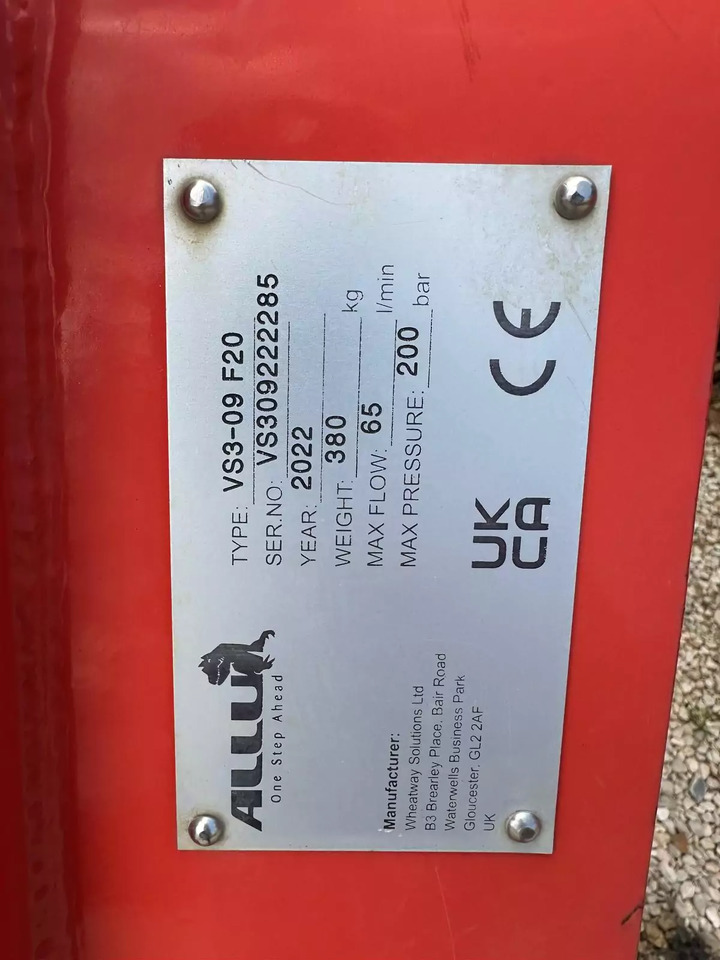 ALLLU
One Step Ahead
TYPE: VS3-09 F20
SER.NO: VS309222285
YEAR: 2022
WEIGHT: 380 kg
MAX FLOW: 65 l/min
MAX PRESSURE: 200 bar
Manufacturer:
Wheatway Solutions Ltd
B3 Brearley Place, Bair Road
Waterwells Business Park
Gloucester, GL2 2AF
UK
UK
CA
CE